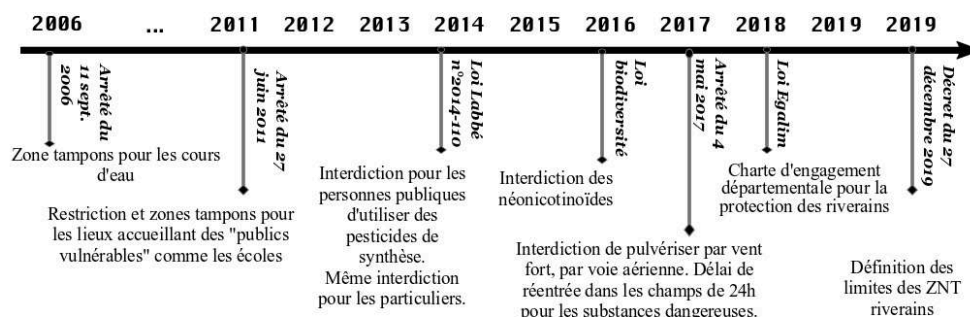 2006 ... 2011 2012 2013 2014 2015 2016 2017 2018 2019
Arrêté du
11 sept.
2006
Zone tampons pour les cours
d'eau
Arrêté du 27
juin 2011
Restriction et zones tampons pour
les lieux accueillant des "publics
vulnérables" comme les écoles
Loi Labbé
n°2014-110
Interdiction pour les
personnes publiques
d'utiliser des
pesticides de
synthèse.
Même interdiction
pour les particuliers.
Loi
biodiversité
Interdiction des
néonicotinoïdes
Arrêté du 4
mai 2017
Interdiction de pulvériser par vent
fort, par voie aérienne. Délai de
réentrée dans les champs de 24h
pour les substances dangereuses.
Loi Egalim
Charte d'engagement
départementale pour la
protection des riverains
Décret du 27
décembre 2019
Définition des
limites des ZNT
riverains